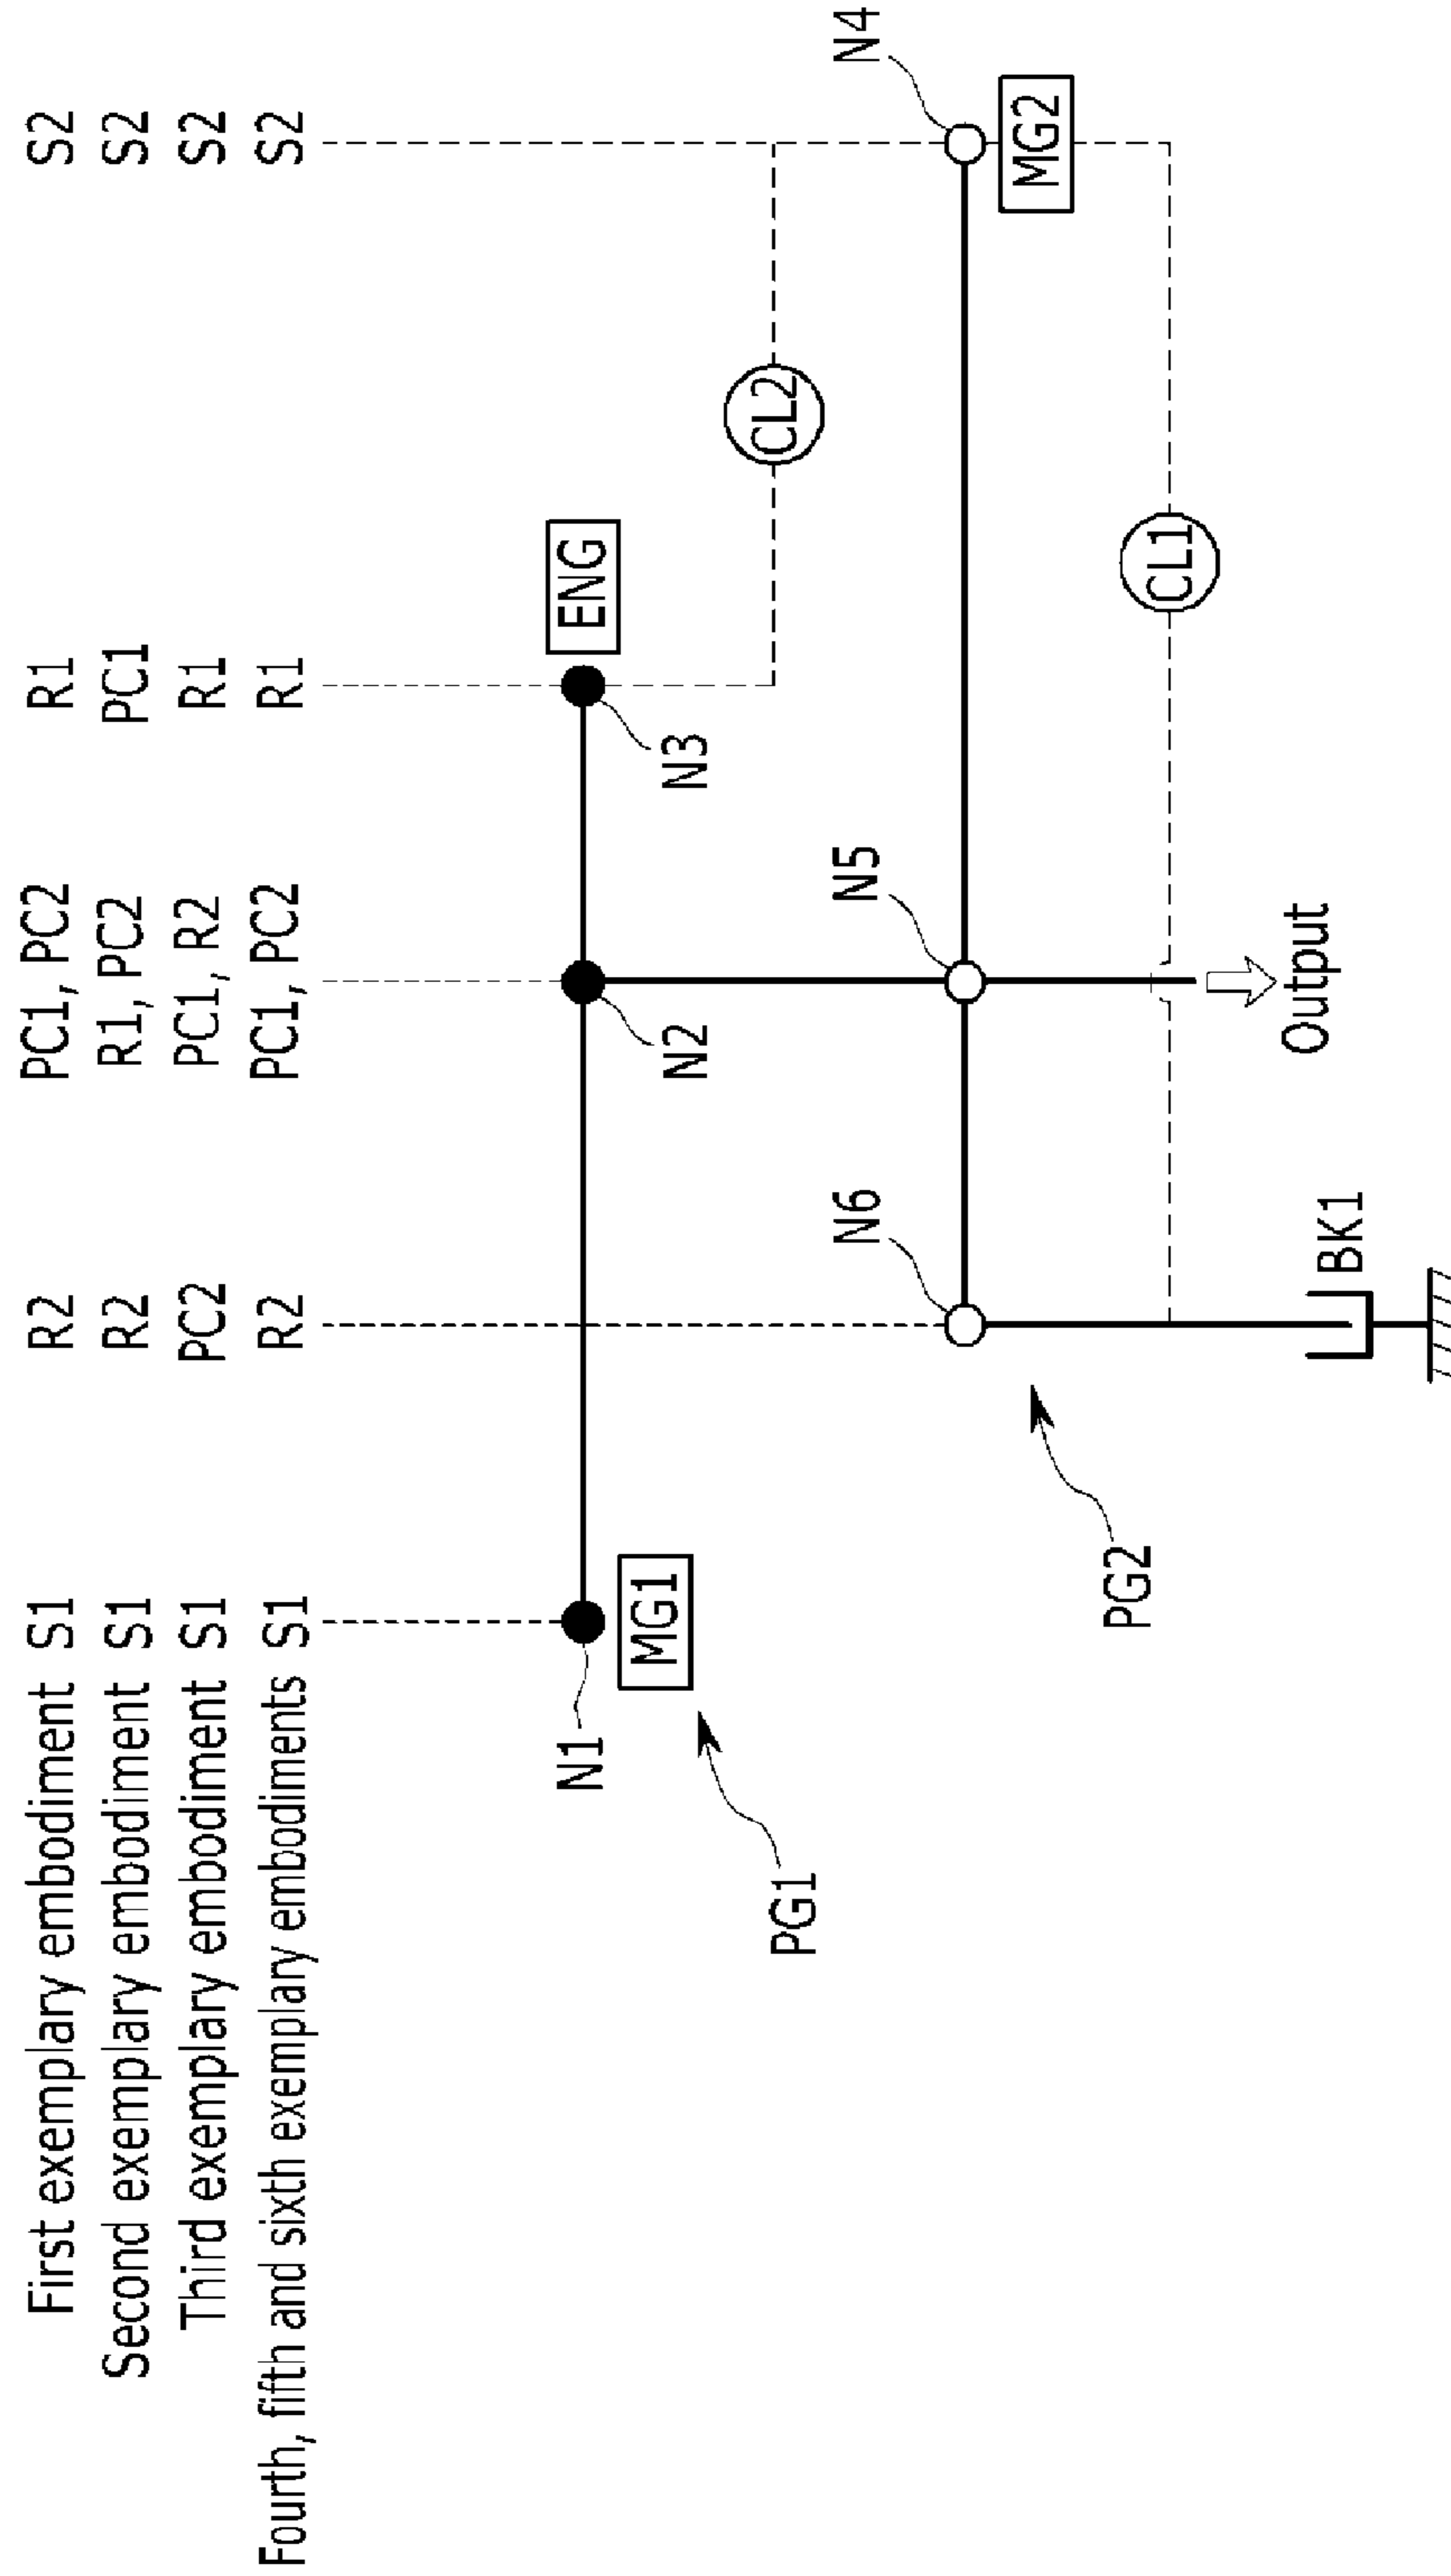 First exemplary embodiment S1 R2 PC1, PC2 R1 S2
Second exemplary embodiment S1 R2 R1, PC2 PC1 S2
Third exemplary embodiment S1 PC2 PC1, R2 R1 S2
Fourth, fifth and sixth exemplary embodiments S1 R2 PC1, PC2 R1 S2
N1
ENG
MG1
N2
N3
PG1
CL2
N6
N5
N4
MG2
PG2
CL1
Output
BK1